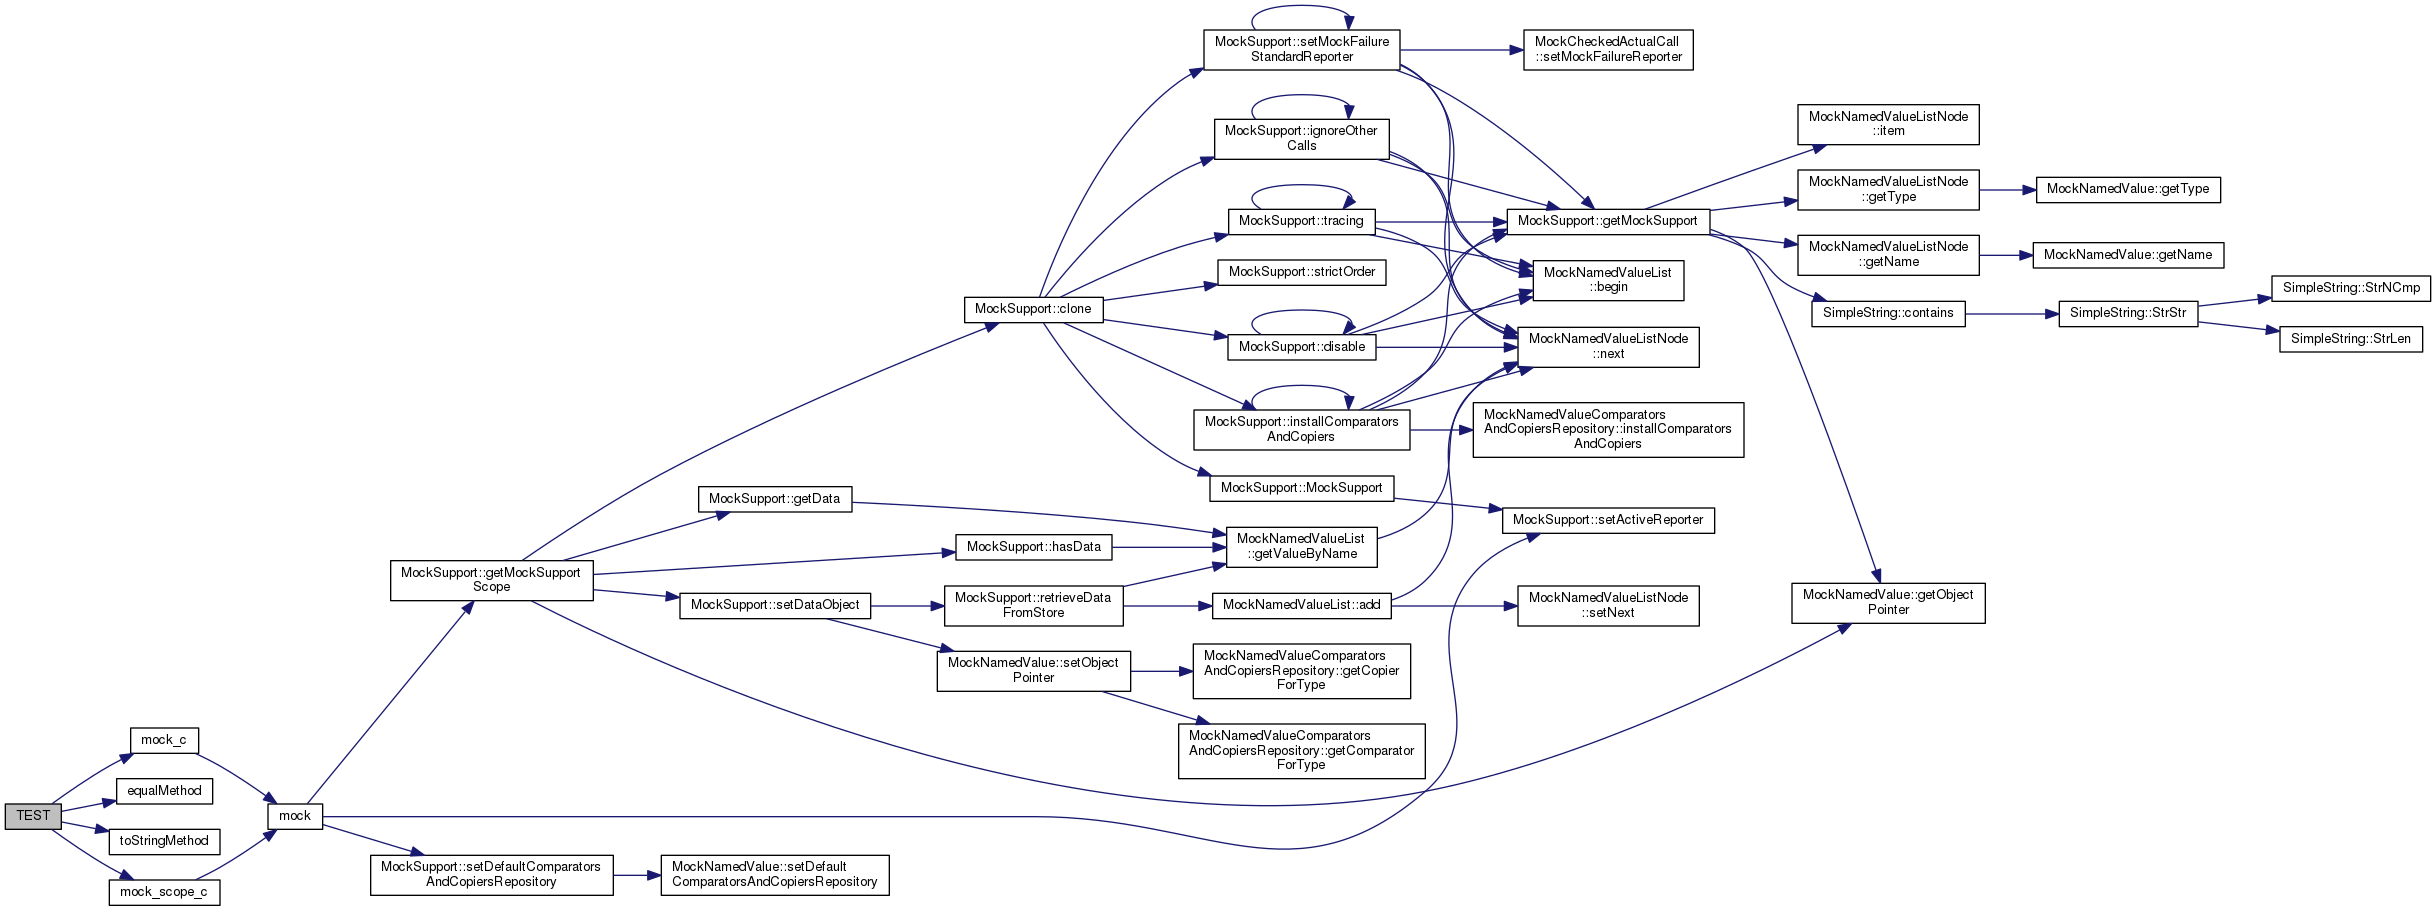 TEST
mock_c
equalMethod
toStringMethod
mock_scope_c
mock
MockSupport::getMockSupport
Scope
MockSupport::setDefaultComparators
AndCopiersRepository
MockNamedValue::setDefault
ComparatorsAndCopiersRepository
MockSupport::getData
MockSupport::setDataObject
MockSupport::clone
MockSupport::hasData
MockSupport::retrieveData
FromStore
MockNamedValue::setObject
Pointer
MockSupport::setMockFailure
StandardReporter
MockSupport::ignoreOther
Calls
MockSupport::tracing
MockSupport::strictOrder
MockSupport::disable
MockSupport::installComparators
AndCopiers
MockSupport::MockSupport
MockNamedValueList
::getValueByName
MockNamedValueList::add
MockNamedValueComparators
AndCopiersRepository::getCopier
ForType
MockNamedValueComparators
AndCopiersRepository::getComparator
ForType
MockCheckedActualCall
::setMockFailureReporter
MockSupport::getMockSupport
MockNamedValueList
::begin
MockNamedValueListNode
::next
MockNamedValueComparators
AndCopiersRepository::installComparators
AndCopiers
MockSupport::setActiveReporter
MockNamedValueListNode
::setNext
MockNamedValueListNode
::item
MockNamedValueListNode
::getType
MockNamedValueListNode
::getName
SimpleString::contains
MockNamedValue::getObject
Pointer
MockNamedValue::getType
MockNamedValue::getName
SimpleString::StrStr
SimpleString::StrNCmp
SimpleString::StrLen